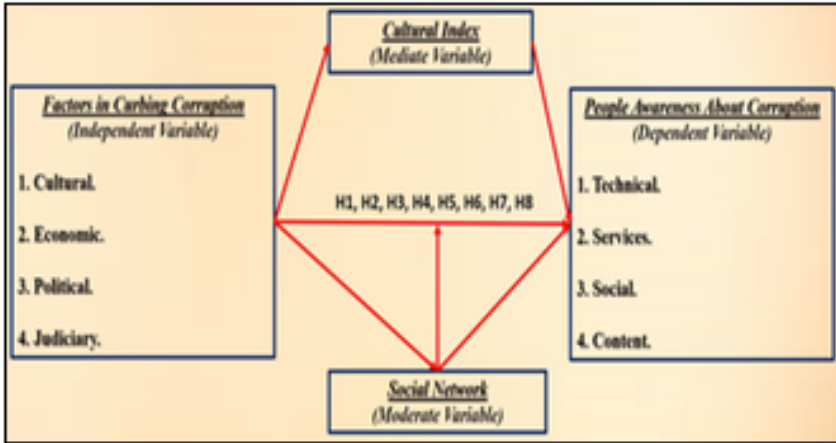 Cultural Index
(Mediate Variable)
Factors in Curbing Corruption
(Independent Variable)
1. Cultural.
2. Economic.
3. Political.
4. Judiciary.
H1, H2, H3, H4, H5, H6, H7, H8
People Awareness About Corruption
(Dependent Variable)
1. Technical.
2. Services.
3. Social.
4. Content.
Social Network
(Moderate Variable)